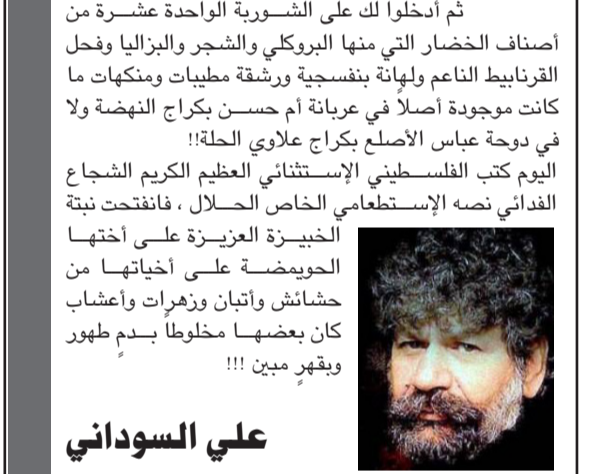 ثم أدخلوا لك على الشوربة الواحدة عشرة من
أصناف الخضار التي منها البروكلي والشجر والبزاليا وفحل
القرنابيط الناعم ولهانة بنفسجية ورشقة مطيبات ومنكهات ما
كانت موجودة أصلاً في عربانة أم حسن بكراج النهضة ولا
في دوحة عباس الأصلع بكراج علاوي الحلة!!
اليوم كتب الفلسطيني الإستثنائي العظيم الكريم الشجاع
الفدائي نصه الإستطعامي الخاص الحلال ، فانفتحت نبتة
الخبيزة العزيزة على أختها
الحويمضة على أخياتها من
حشائش وأتبان وزهرات وأعشاب
كان بعضها مخلوطاً بدمٍ طهور
وبقهرٍ مبين !!!
علي السوداني